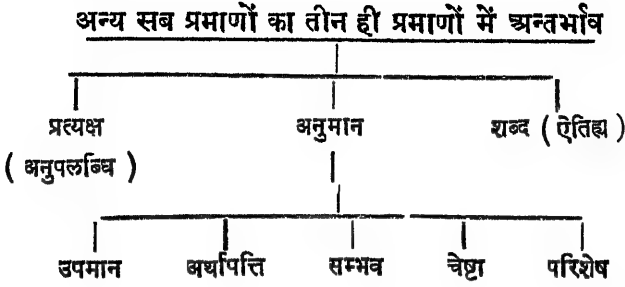 अन्य सब प्रमाणों का तीन ही प्रमाणों में अन्तर्भाव
प्रत्यक्ष अनुमान शब्द ( ऐतिह्य )
( अनुपलब्धि )
उपमान अर्थापत्ति सम्भव चेष्टा परिशेष